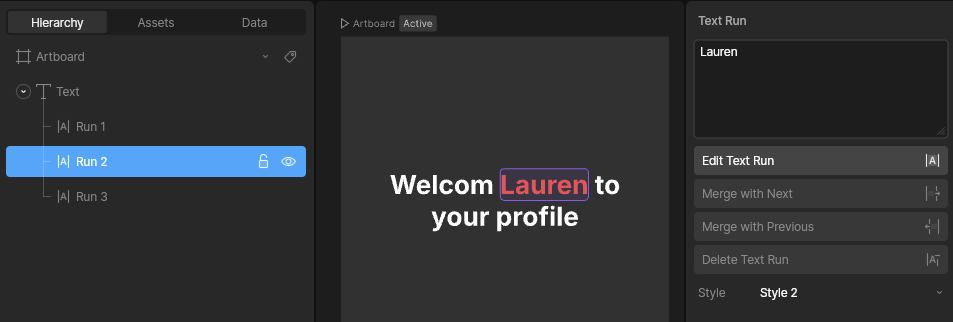 Hierarchy
Assets
Data
Artboard
Text
Run 1
Run 2
Run 3
Artboard Active
Welcom Lauren to
your profile
Text Run
Lauren
Edit Text Run
Merge with Next
Merge with Previous
Delete Text Run
Style Style 2